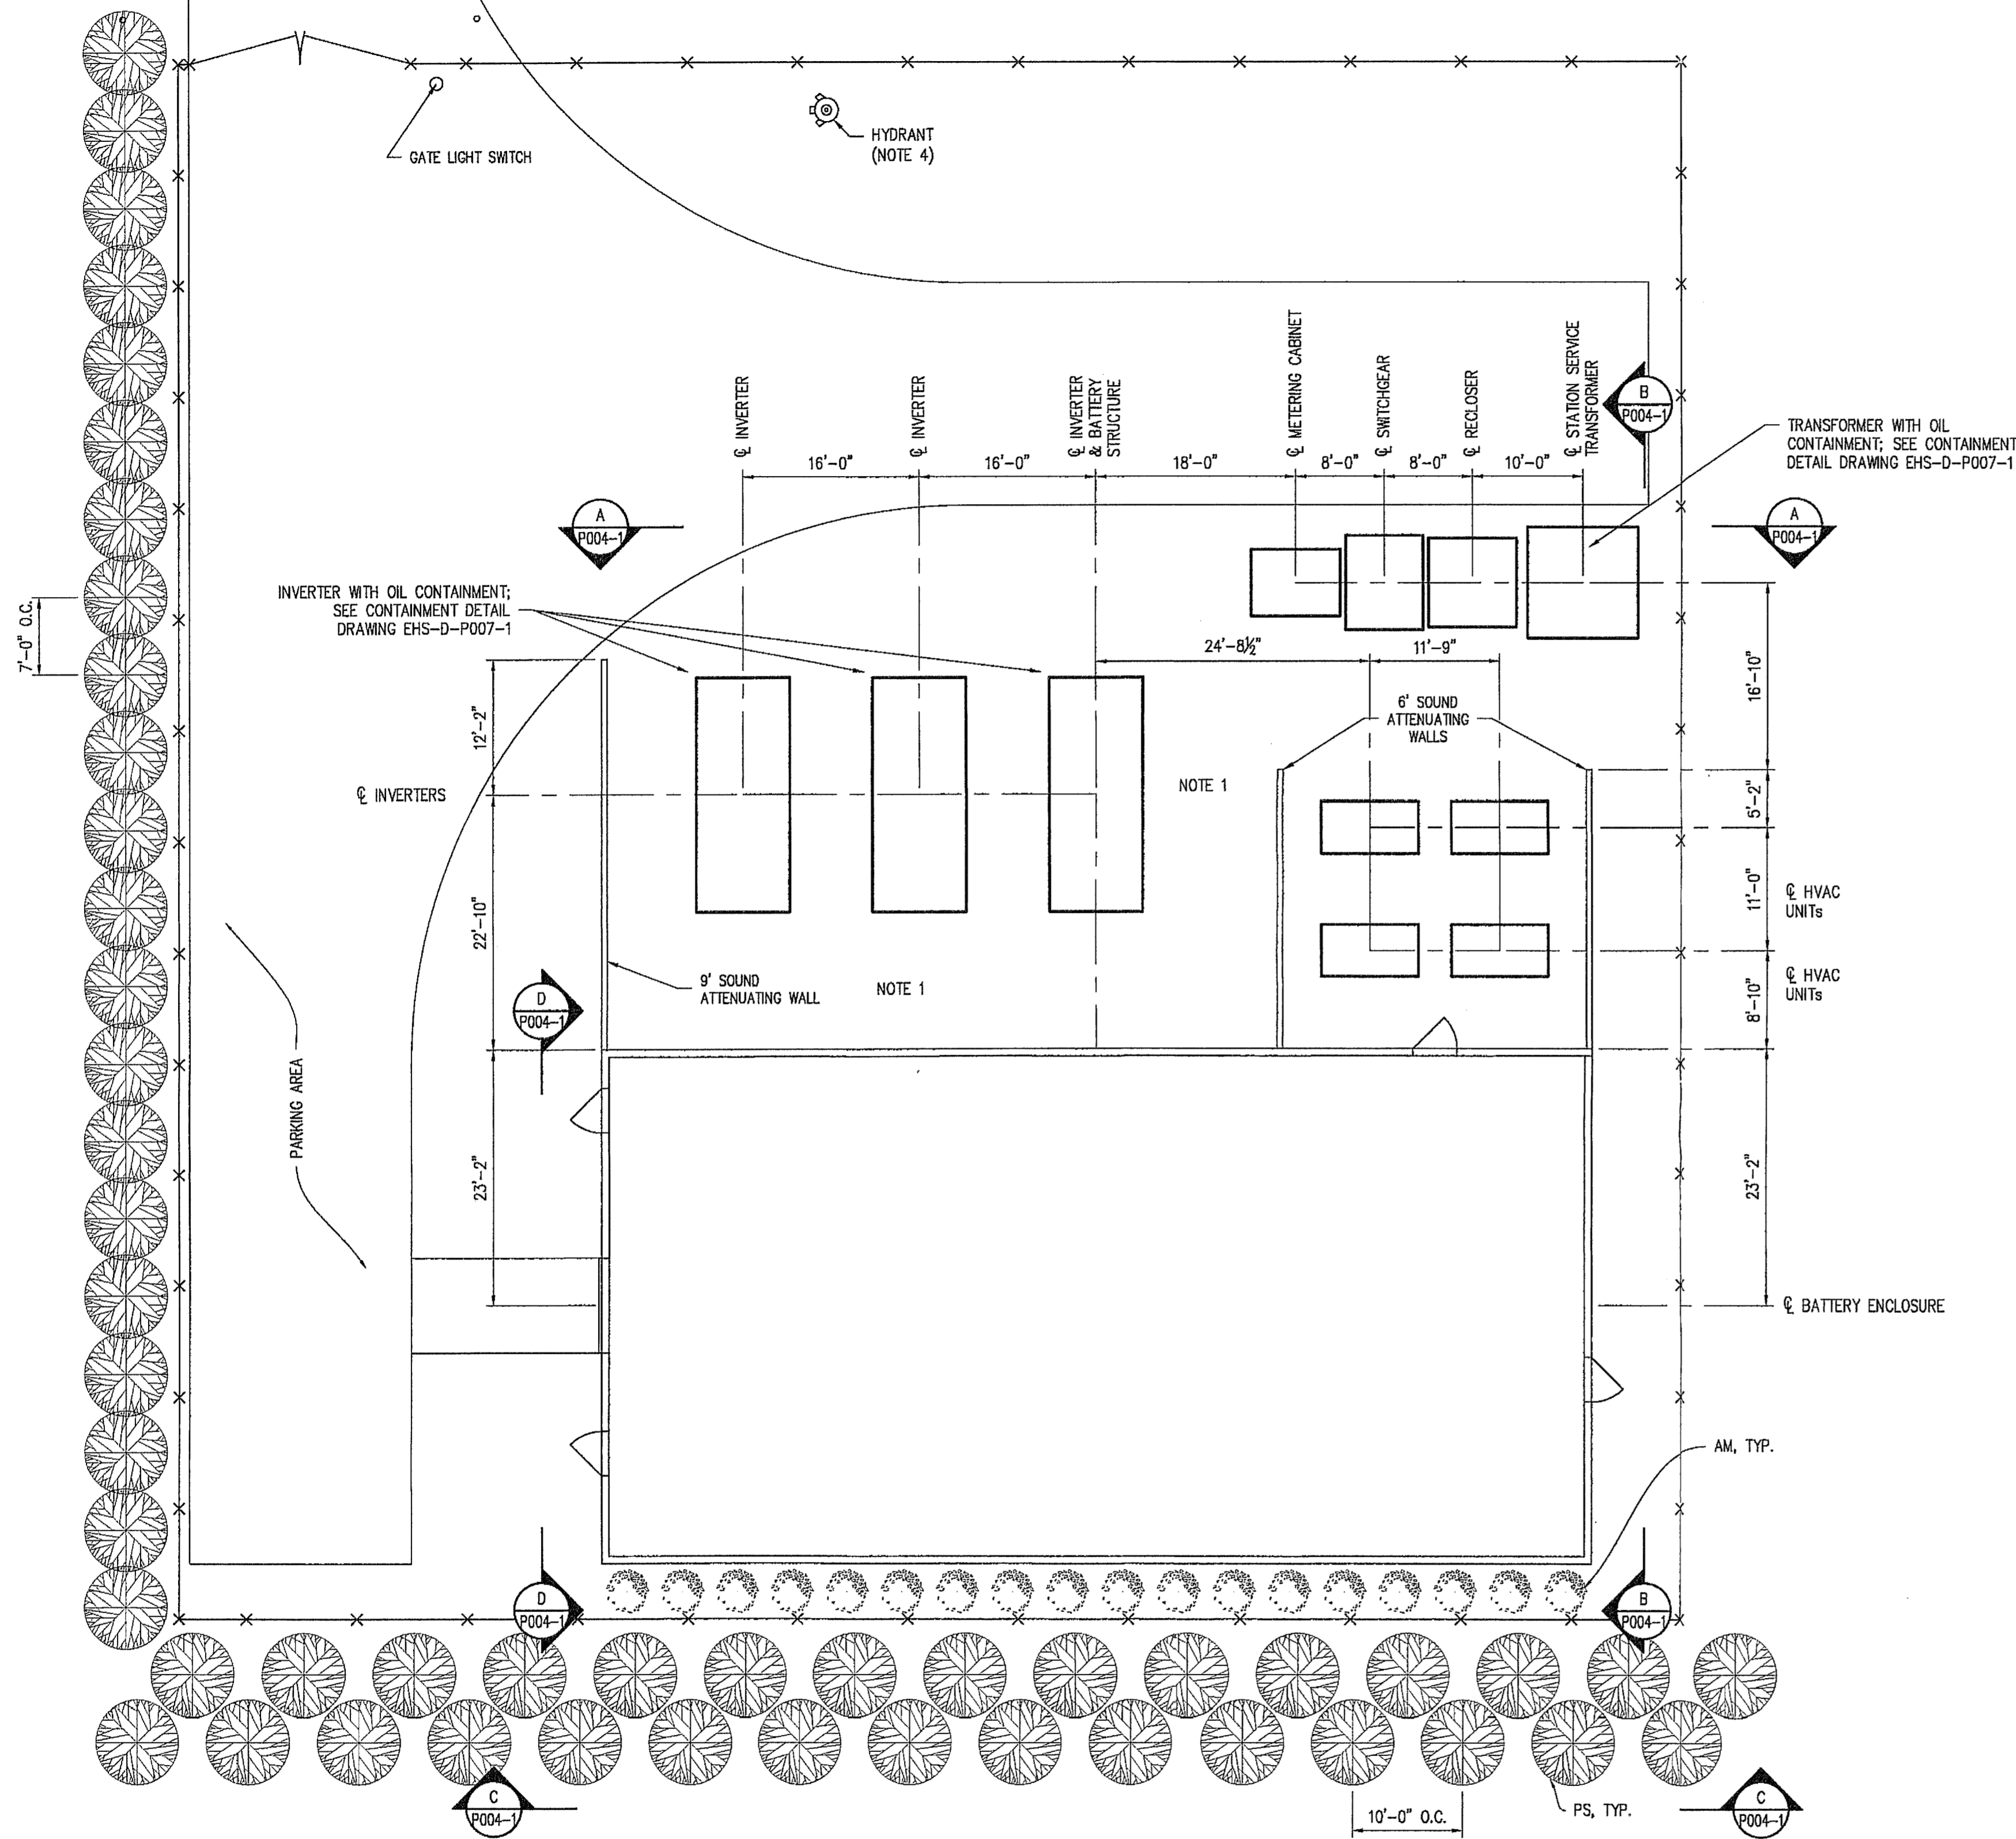 GATE LIGHT SWITCH
HYDRANT
(NOTE 4)
℄ INVERTER
℄ INVERTER
℄ INVERTER
& BATTERY
STRUCTURE
℄ METERING CABINET
℄ SWITCHGEAR
℄ RECLOSER
℄ STATION SERVICE
TRANSFORMER
B
P004-1
TRANSFORMER WITH OIL
CONTAINMENT; SEE CONTAINMENT
DETAIL DRAWING EHS-D-P007-1
16'-0"
16'-0"
18'-0"
8'-0"
8'-0"
10'-0"
A
P004-1
A
P004-1
INVERTER WITH OIL CONTAINMENT;
SEE CONTAINMENT DETAIL
DRAWING EHS-D-P007-1
7'-0" O.C.
24'-8½"
11'-9"
16'-10"
6' SOUND
ATTENUATING
WALLS
12'-2"
℄ INVERTERS
NOTE 1
5'-2"
22'-10"
11'-0"
℄ HVAC
UNITs
9' SOUND
ATTENUATING WALL
NOTE 1
D
P004-1
8'-10"
℄ HVAC
UNITs
PARKING AREA
23'-2"
23'-2"
℄ BATTERY ENCLOSURE
AM, TYP.
D
P004-1
B
P004-1
C
P004-1
10'-0" O.C.
PS, TYP.
C
P004-1